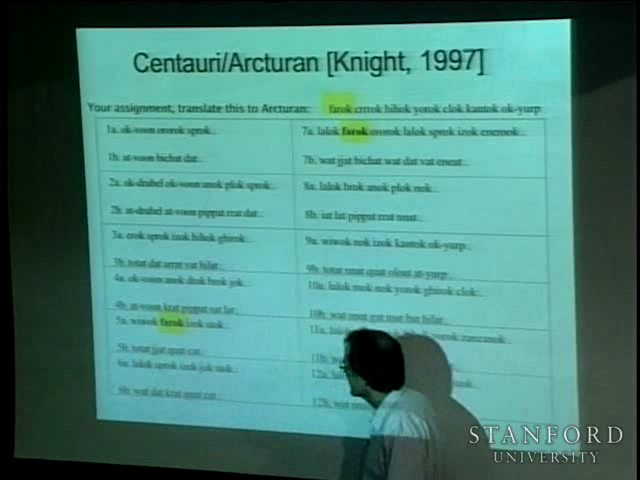 Centauri/Arcturan [Knight, 1997]
Your assignment, translate this to Arcturan: farok crrrok hihok yorok clok kantok ok-yurp
1a. ok-voon ororok sprok.
1b. at-voon bichat dat.
2a. ok-drubel ok-voon anok plok sprok.
2b. at-drubel at-voon pippat rrat dat.
3a. erok sprok izok hihok ghirok.
3b. totat dat arrat vat hilat.
4a. ok-voon anok drok brok jok.
4b. at-voon krat pippat sat lat.
5a. wiwok farok izok stok.
5b. totat jjat quat cat.
6a. lalok sprok izok jok stok.
6b. wat dat krat quat cat.
7a. lalok farok ororok lalok sprok izok enemok.
7b. wat jjat bichat wat dat vat eneat.
8a. lalok brok anok plok nok.
8b. iat lat pippat rrat nnat.
9a. wiwok nok izok kantok ok-yurp.
9b. totat nnat quat oloat at-yurp.
10a. lalok mok nok yorok ghirok clok.
10b. wat nnat gat mat bat hilat.
11a.
11b.
12a.
12b. wat
STANFORD
UNIVERSITY